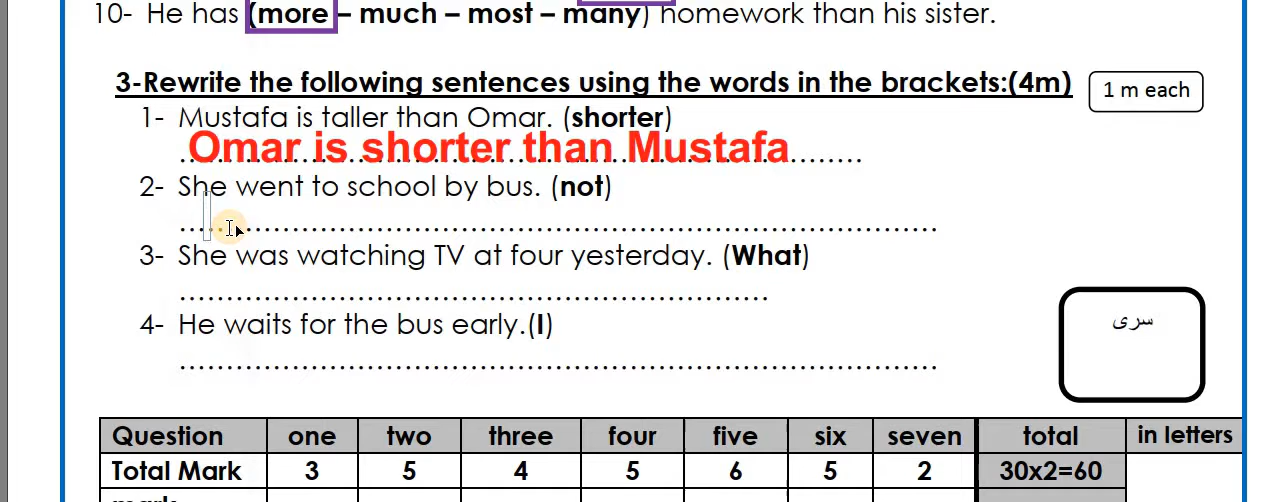 10- He has (more – much – most – many) homework than his sister.
3-Rewrite the following sentences using the words in the brackets:(4m)
1 m each
1- Mustafa is taller than Omar. (shorter)
Omar is shorter than Mustafa
2- She went to school by bus. (not)
3- She was watching TV at four yesterday. (What)
4- He waits for the bus early.(I)
سرى
Question one two three four five six seven total in letters
Total Mark 3 5 4 5 6 5 2 30x2=60
mark